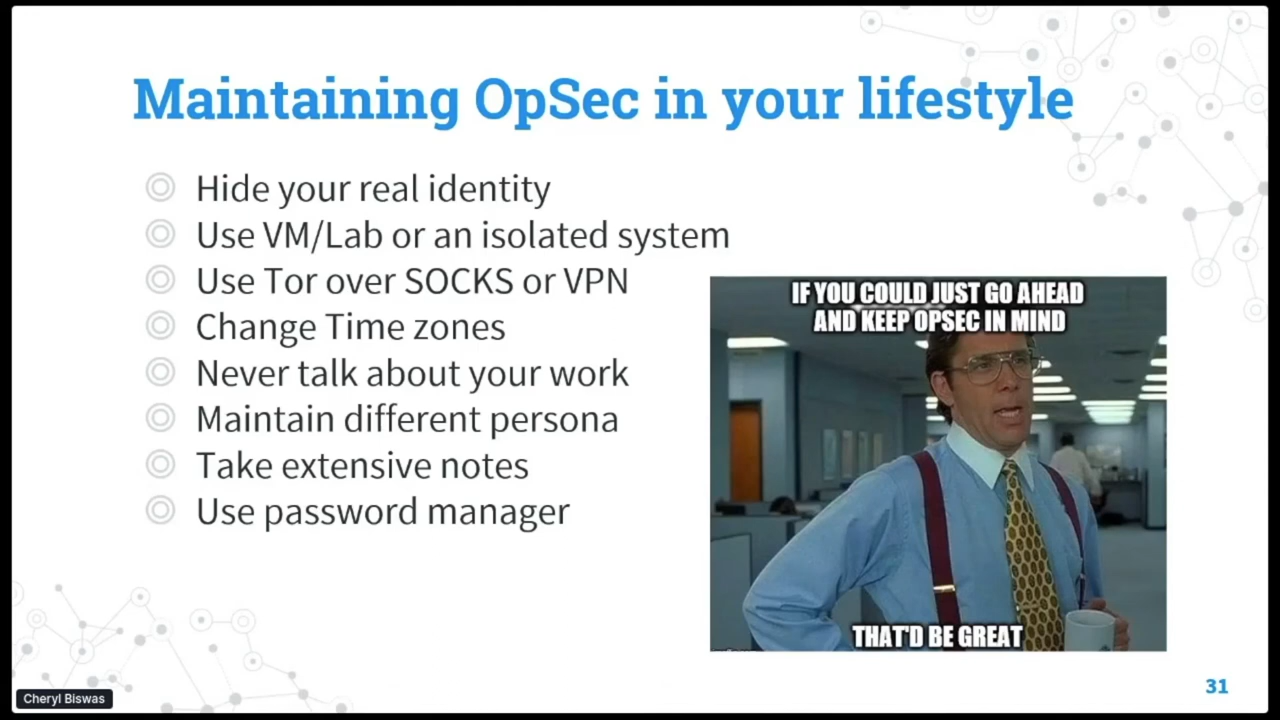 Maintaining OpSec in your lifestyle
Hide your real identity
Use VM/Lab or an isolated system
Use Tor over SOCKS or VPN
Change Time zones
Never talk about your work
Maintain different persona
Take extensive notes
Use password manager
IF YOU COULD JUST GO AHEAD
AND KEEP OPSEC IN MIND
THAT'D BE GREAT
31
Cheryl Biswas